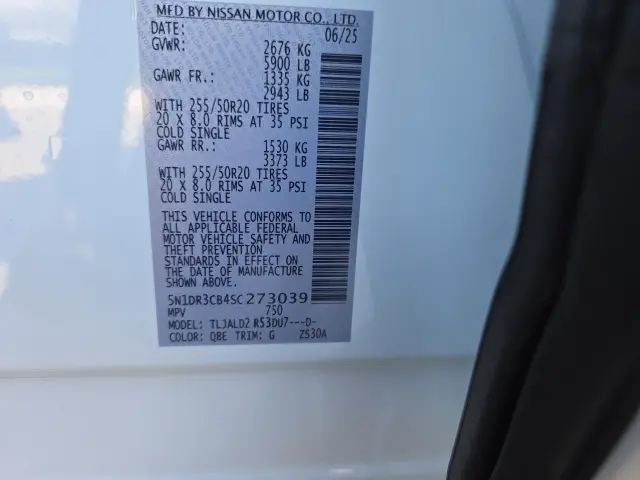 MFD BY NISSAN MOTOR CO., LTD.
DATE: 06/25
GVWR: 2676 KG
5900 LB
GAWR FR.: 1335 KG
2943 LB
WITH 255/50R20 TIRES
20 X 8.0 RIMS AT 35 PSI
COLD SINGLE
GAWR RR.: 1530 KG
3373 LB
WITH 255/50R20 TIRES
20 X 8.0 RIMS AT 35 PSI
COLD SINGLE
THIS VEHICLE CONFORMS TO
ALL APPLICABLE FEDERAL
MOTOR VEHICLE SAFETY AND
THEFT PREVENTION
STANDARDS IN EFFECT ON
THE DATE OF MANUFACTURE
SHOWN ABOVE.
5N1DR3CB4SC273039
MPV 750
MODEL: TLJALD2 R53DU7---D-
COLOR: QBE TRIM: G ZS30A